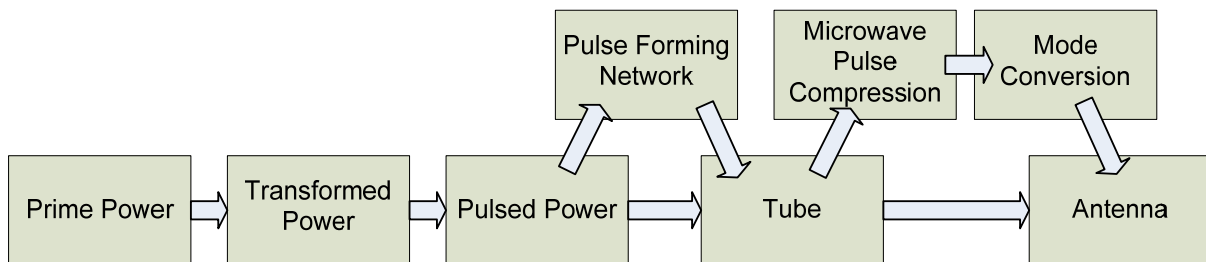 Pulse Forming
Network
Microwave
Pulse
Compression
Mode
Conversion
Prime Power
Transformed
Power
Pulsed Power
Tube
Antenna